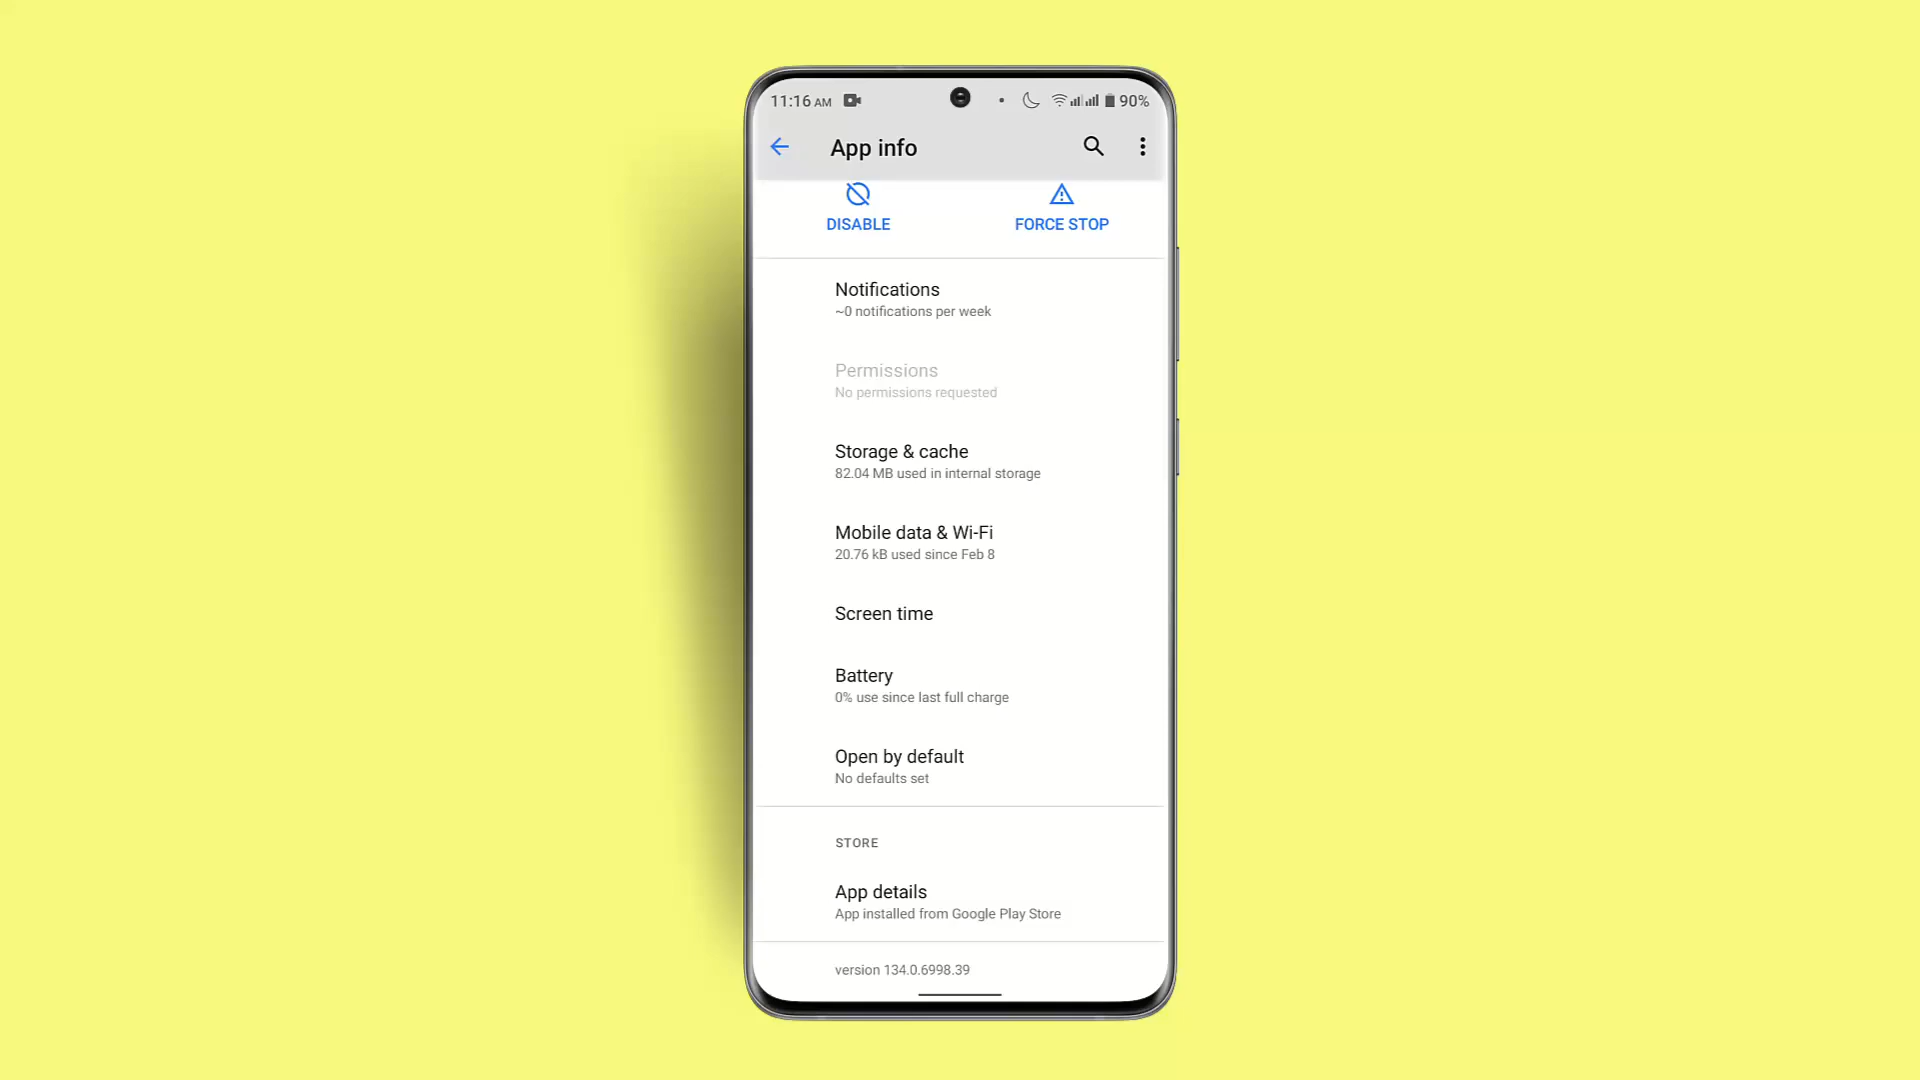 11:16 AM 90%
App info
DISABLE FORCE STOP
Notifications
~0 notifications per week
Permissions
No permissions requested
Storage & cache
82.04 MB used in internal storage
Mobile data & Wi-Fi
20.76 kB used since Feb 8
Screen time
Battery
0% use since last full charge
Open by default
No defaults set
STORE
App details
App installed from Google Play Store
version 134.0.6998.39